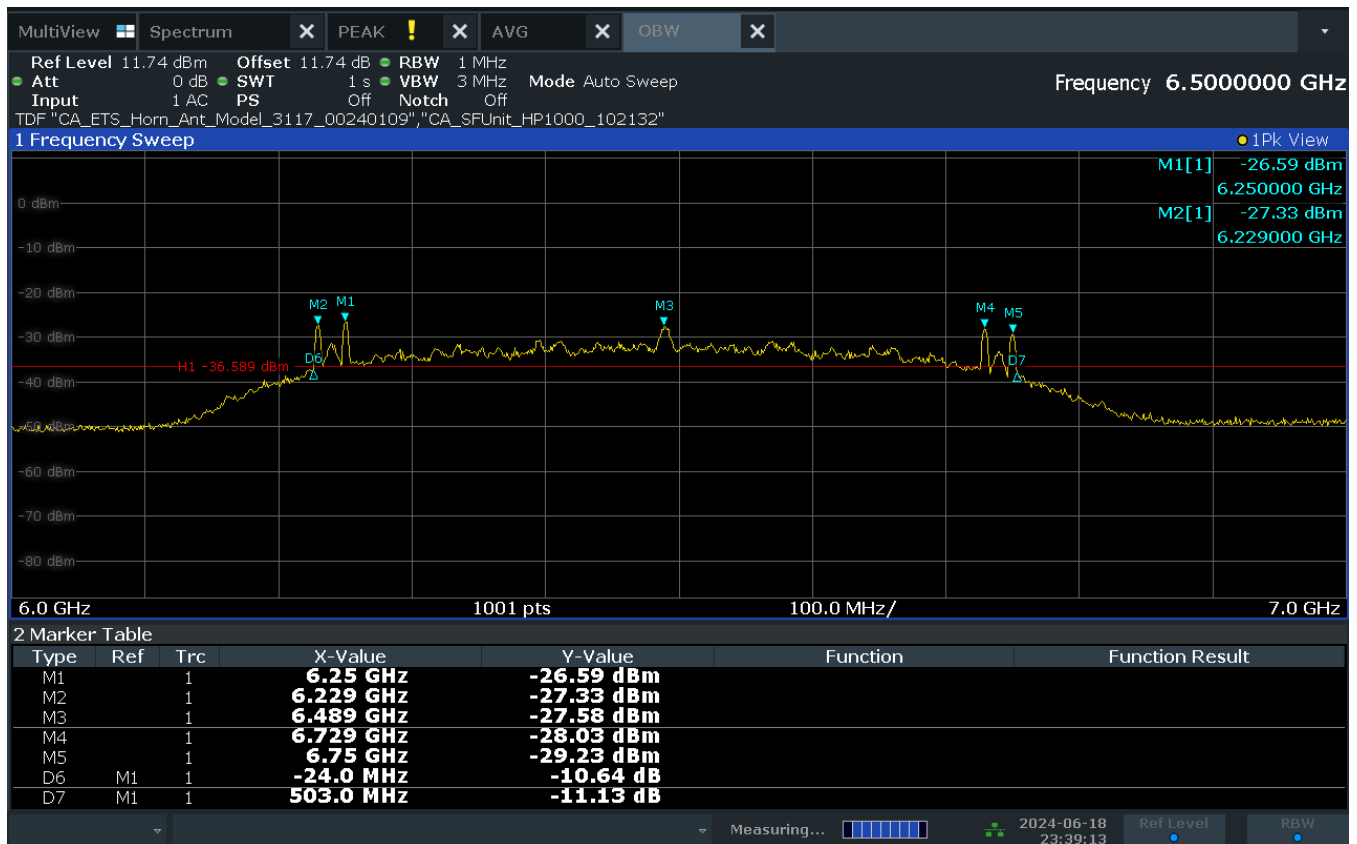 MultiView Spectrum PEAK ! AVG OBW
Ref Level 11.74 dBm Offset 11.74 dB RBW 1 MHz
Att 0 dB SWT 1 s VBW 3 MHz Mode Auto Sweep Frequency 6.5000000 GHz
Input 1 AC PS Off Notch Off
TDF "CA_ETS_Horn_Ant_Model_3117_00240109","CA_SFUnit_HP1000_102132"
1 Frequency Sweep 1Pk View
M1[1] -26.59 dBm
6.250000 GHz
0 dBm
M2[1] -27.33 dBm
6.229000 GHz
-10 dBm
-20 dBm
M2 M1 M3 M4 M5
-30 dBm
D6 D7
H1 -36.589 dBm
-40 dBm
-50 dBm
-60 dBm
-70 dBm
-80 dBm
6.0 GHz 1001 pts 100.0 MHz/ 7.0 GHz
2 Marker Table
Type Ref Trc X-Value Y-Value Function Function Result
M1 1 6.25 GHz -26.59 dBm
M2 1 6.229 GHz -27.33 dBm
M3 1 6.489 GHz -27.58 dBm
M4 1 6.729 GHz -28.03 dBm
M5 1 6.75 GHz -29.23 dBm
D6 M1 1 -24.0 MHz -10.64 dB
D7 M1 1 503.0 MHz -11.13 dB
Measuring... 2024-06-18 Ref Level RBW
23:39:13